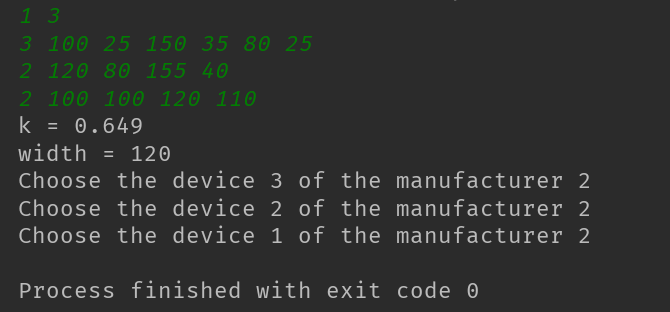 1 3
3 100 25 150 35 80 25
2 120 80 155 40
2 100 100 120 110
k = 0.649
width = 120
Choose the device 3 of the manufacturer 2
Choose the device 2 of the manufacturer 2
Choose the device 1 of the manufacturer 2
Process finished with exit code 0